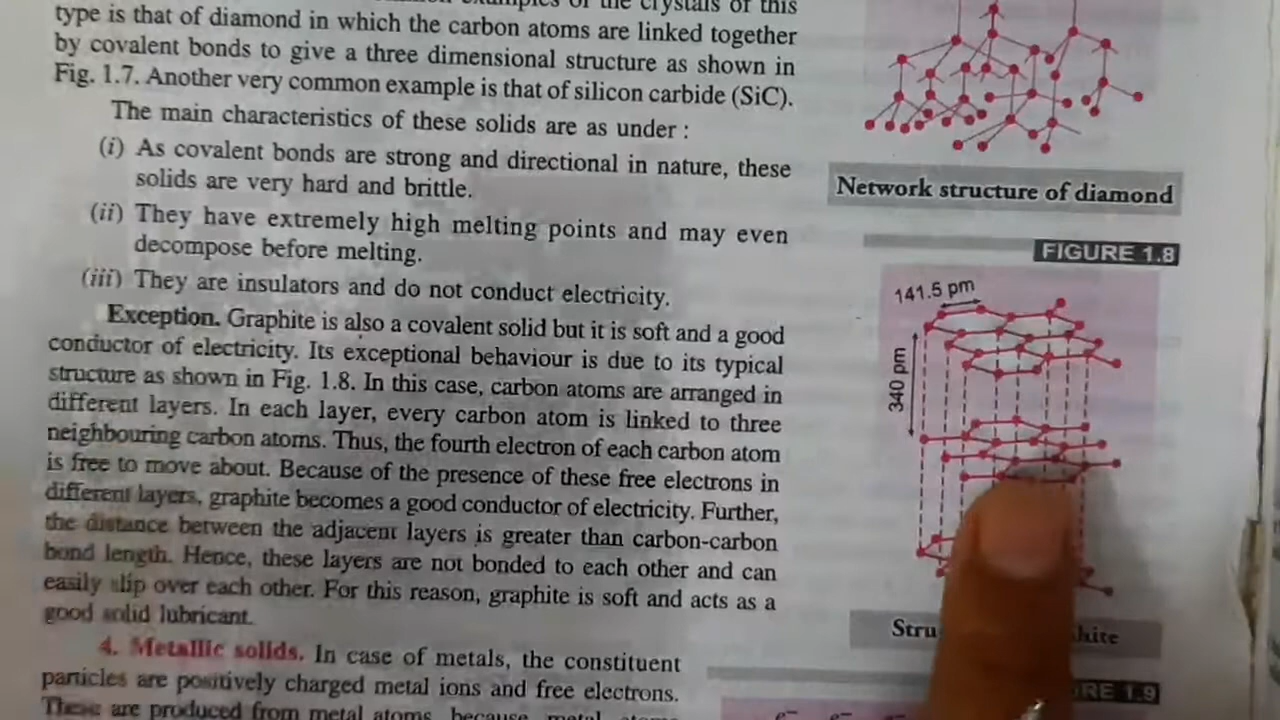 type is that of diamond in which the carbon atoms are linked together
by covalent bonds to give a three dimensional structure as shown in
Fig. 1.7. Another very common example is that of silicon carbide (SiC).
The main characteristics of these solids are as under :
(i) As covalent bonds are strong and directional in nature, these
solids are very hard and brittle.
(ii) They have extremely high melting points and may even
decompose before melting.
(iii) They are insulators and do not conduct electricity.
Exception. Graphite is also a covalent solid but it is soft and a good
conductor of electricity. Its exceptional behaviour is due to its typical
structure as shown in Fig. 1.8. In this case, carbon atoms are arranged in
different layers. In each layer, every carbon atom is linked to three
neighbouring carbon atoms. Thus, the fourth electron of each carbon atom
is free to move about. Because of the presence of these free electrons in
different layers, graphite becomes a good conductor of electricity. Further,
the distance between the adjacent layers is greater than carbon-carbon
bond length. Hence, these layers are not bonded to each other and can
easily slip over each other. For this reason, graphite is soft and acts as a
good solid lubricant.
4. Metallic solids. In case of metals, the constituent
particles are positively charged metal ions and free electrons.
These are produced from metal atoms, because metal atoms
Network structure of diamond
FIGURE 1.8
141.5 pm
340 pm
1.9
e⁻ e⁻ e⁻